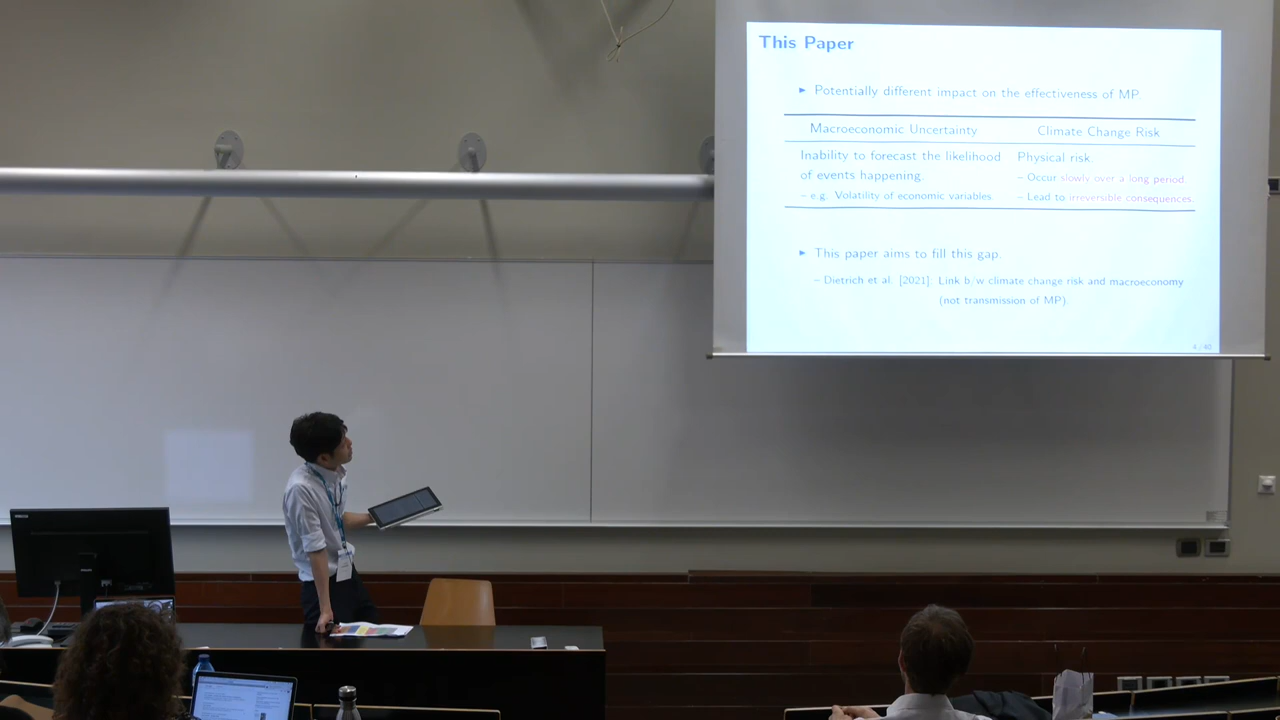 This Paper
► Potentially different impact on the effectiveness of MP.
Macroeconomic Uncertainty Climate Change Risk
Inability to forecast the likelihood Physical risk.
of events happening. – Occur slowly over a long period.
– e.g. Volatility of economic variables. – Lead to irreversible consequences.
► This paper aims to fill this gap.
– Dietrich et al. [2021]: Link b/w climate change risk and macroeconomy
(not transmission of MP).
4 / 40